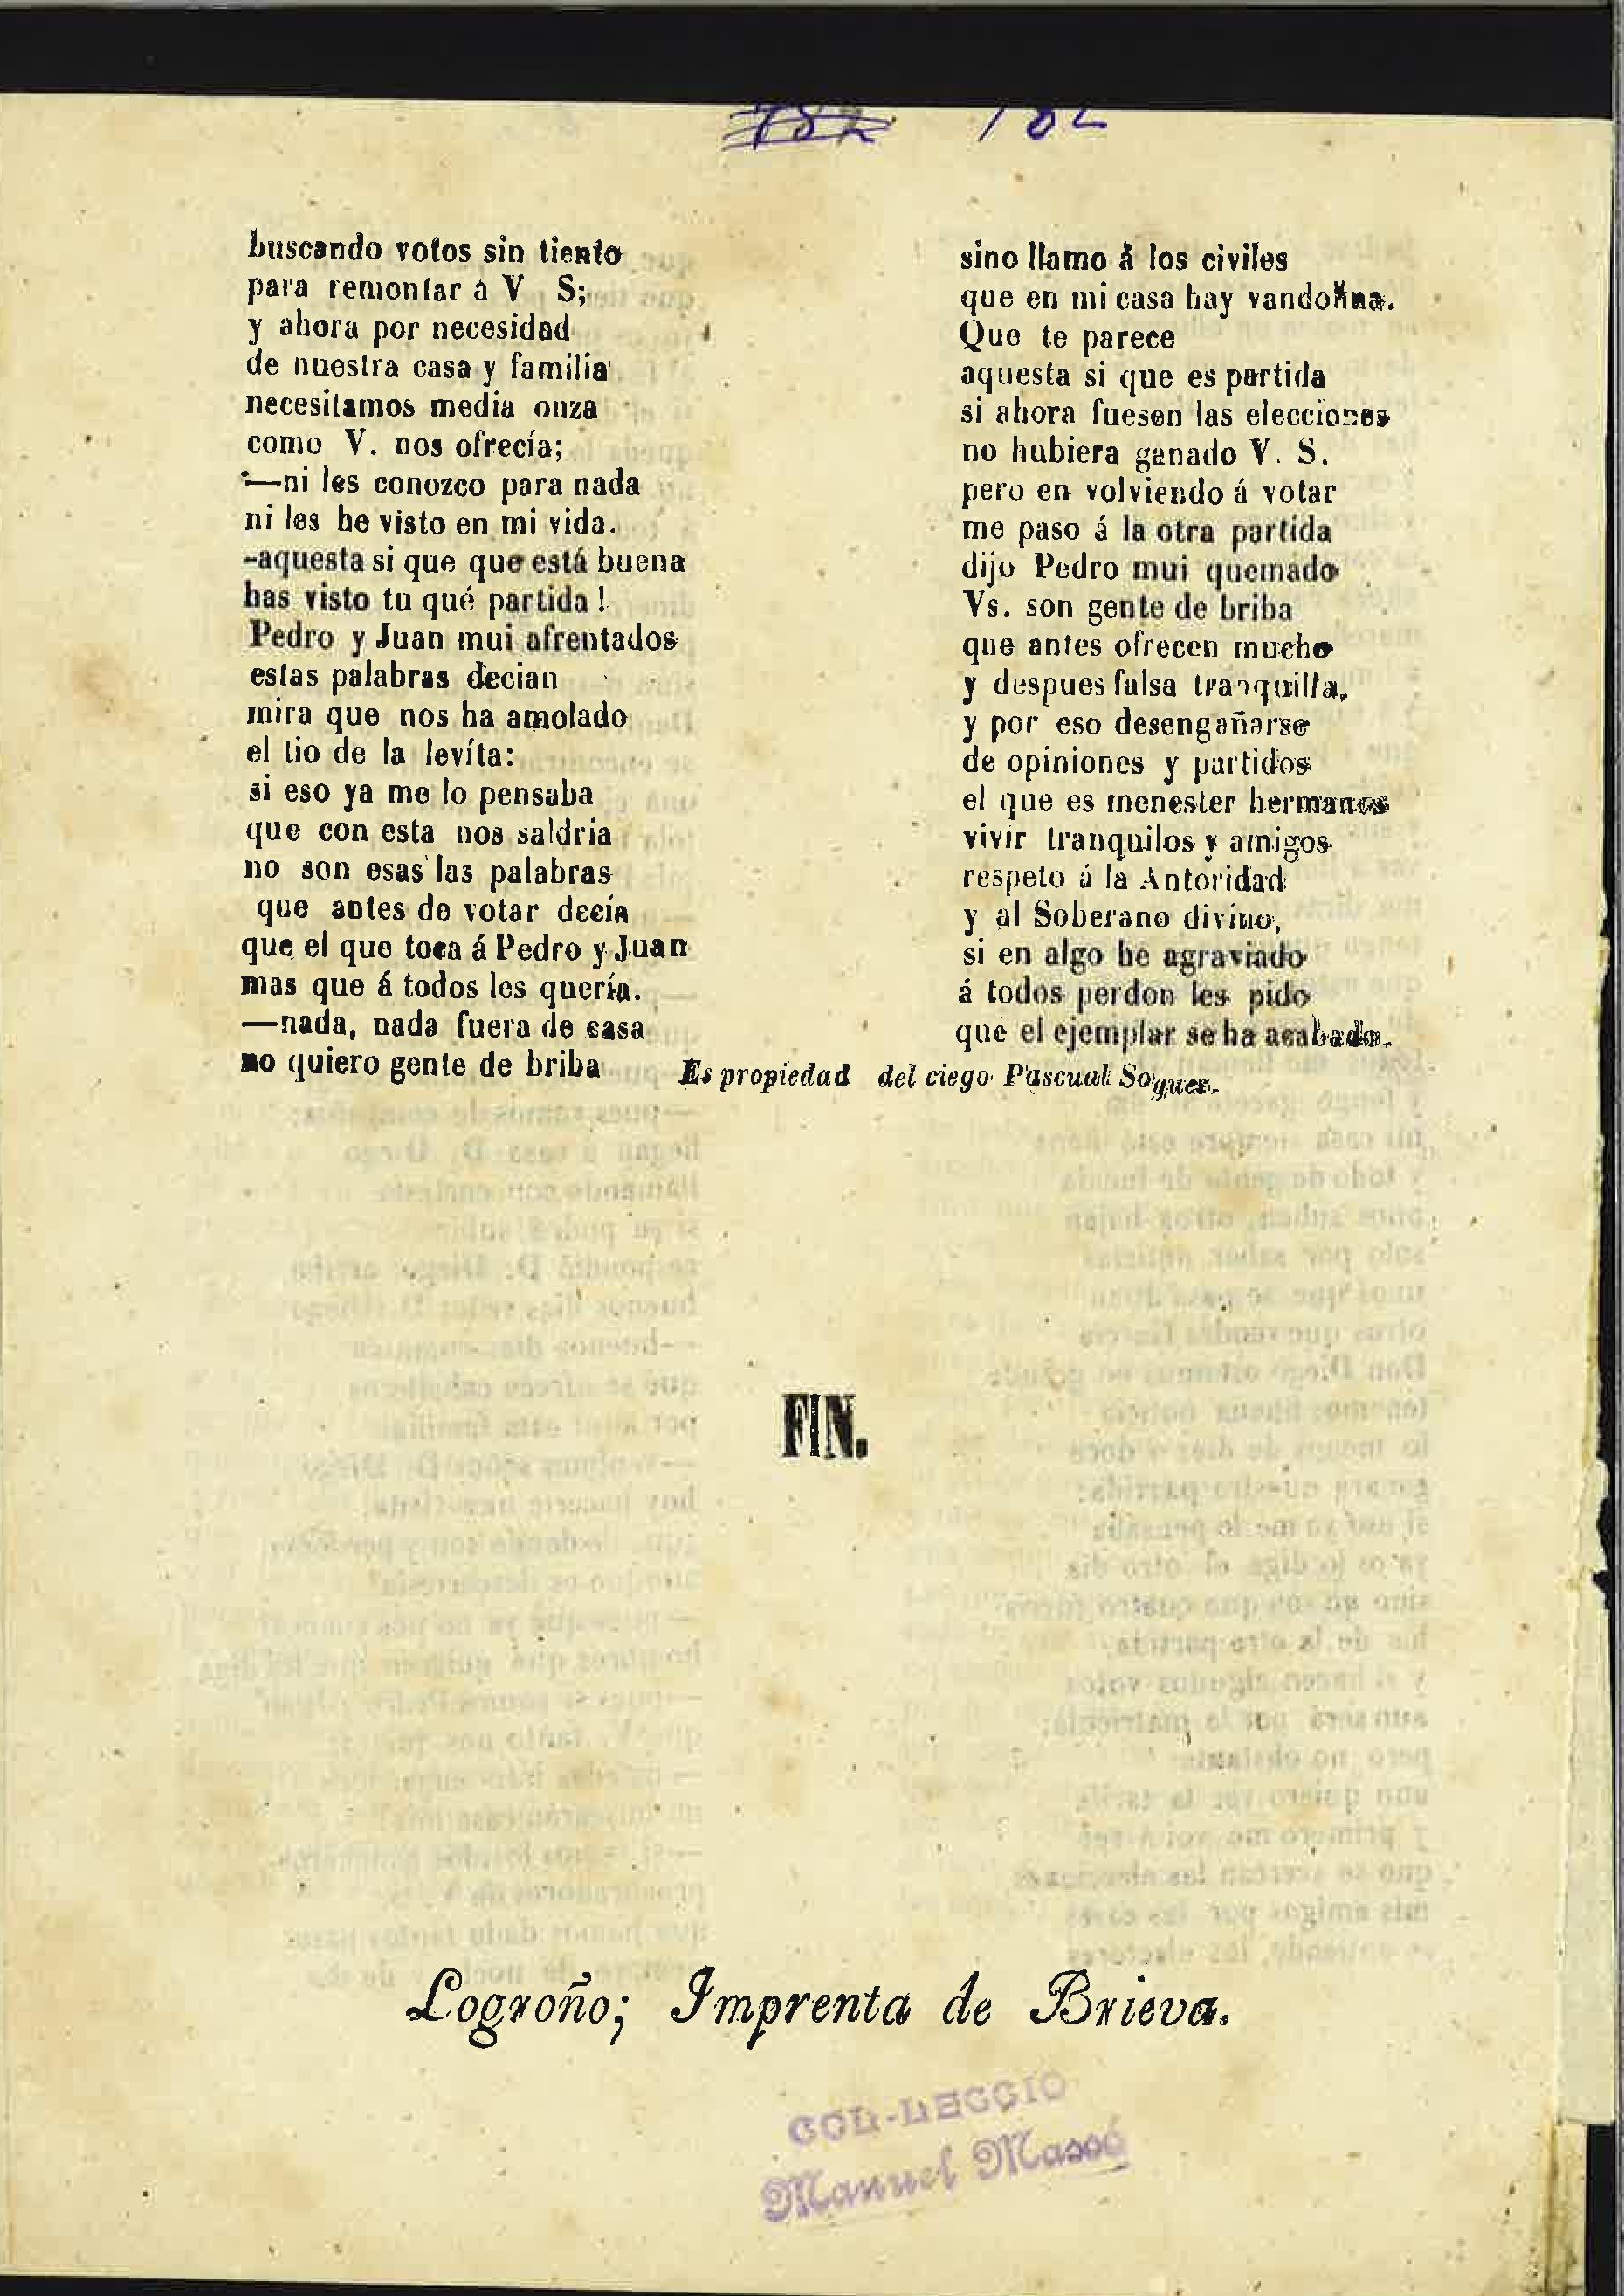 182
buscando votos sin tiento
para remontar á V S;
y ahora por necesidad
de nuestra casa y familia
necesitamos media onza
como V. nos ofrecía;
—ni les conozco para nada
ni les he visto en mi vida.
-aquesta si que que está buena
has visto tu qué partida!
Pedro y Juan mui afrentados
estas palabras decian
mira que nos ha amolado
el tio de la levíta:
si eso ya me lo pensaba
que con esta nos saldria
no son esas las palabras
que antes de votar decía
que el que toca á Pedro y Juan
mas que á todos les quería.
—nada, nada fuera de casa
no quiero gente de briba
sino llamo á los civiles
que en mi casa hay vandolina.
Que te parece
aquesta si que es partida
si ahora fuesen las elecciones
no hubiera ganado V. S.
pero en volviendo á votar
me paso á la otra partida
dijo Pedro mui quemado
Vs. son gente de briba
que antes ofrecen mucho
y despues falsa tranquilla,
y por eso desengañarse
de opiniones y partidos
el que es menester hermanos
vivir tranquilos y amigos
respeto á la Antoridad
y al Soberano divino,
si en algo he agraviado
á todos perdon les pido
que el ejemplar se ha acabado.
Es propiedad del ciego Pascual Soguer.
FIN.
Logroño; Imprenta de Brieva.
COL-LECCIO
Manuel Massó